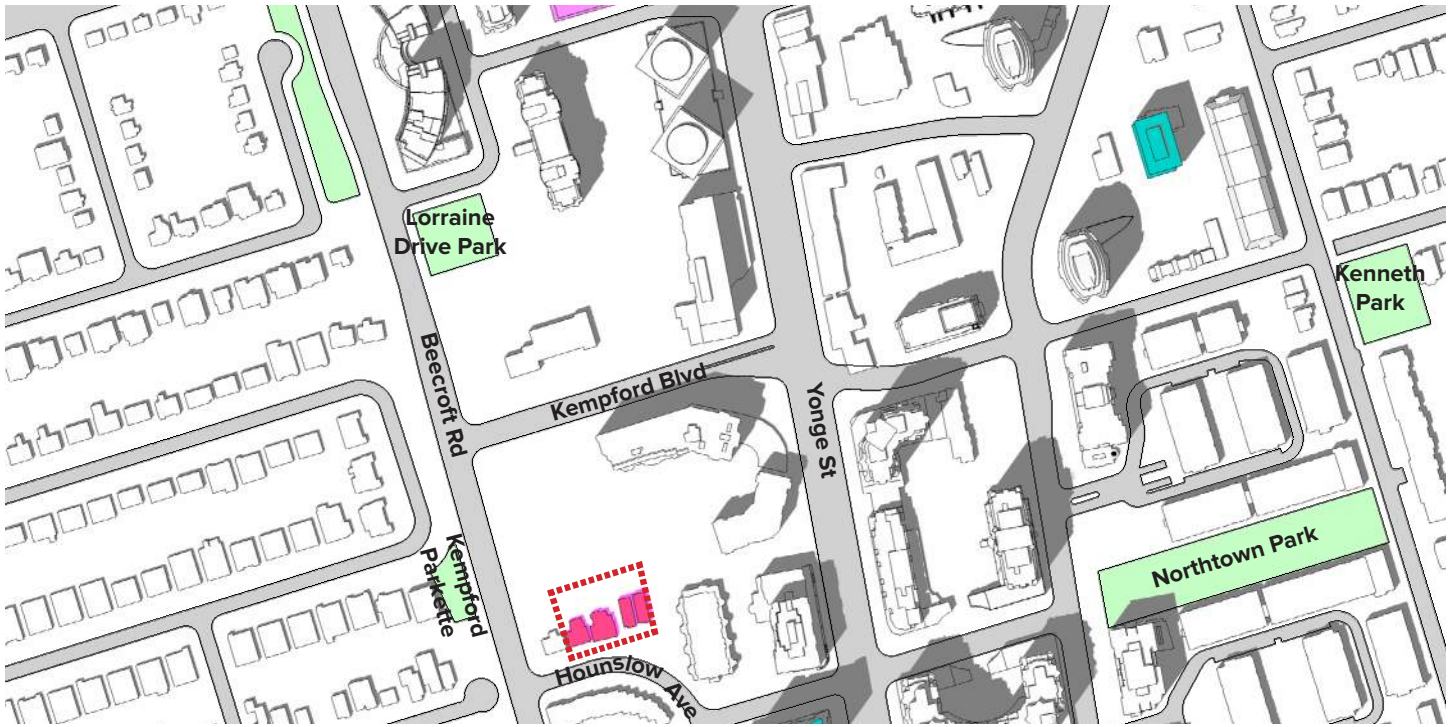 Lorraine
Drive Park
Kenneth
Park
Beecroft Rd
Kempford Blvd
Yonge St
Northtown Park
Kempford
Parkette
Hounslow Ave